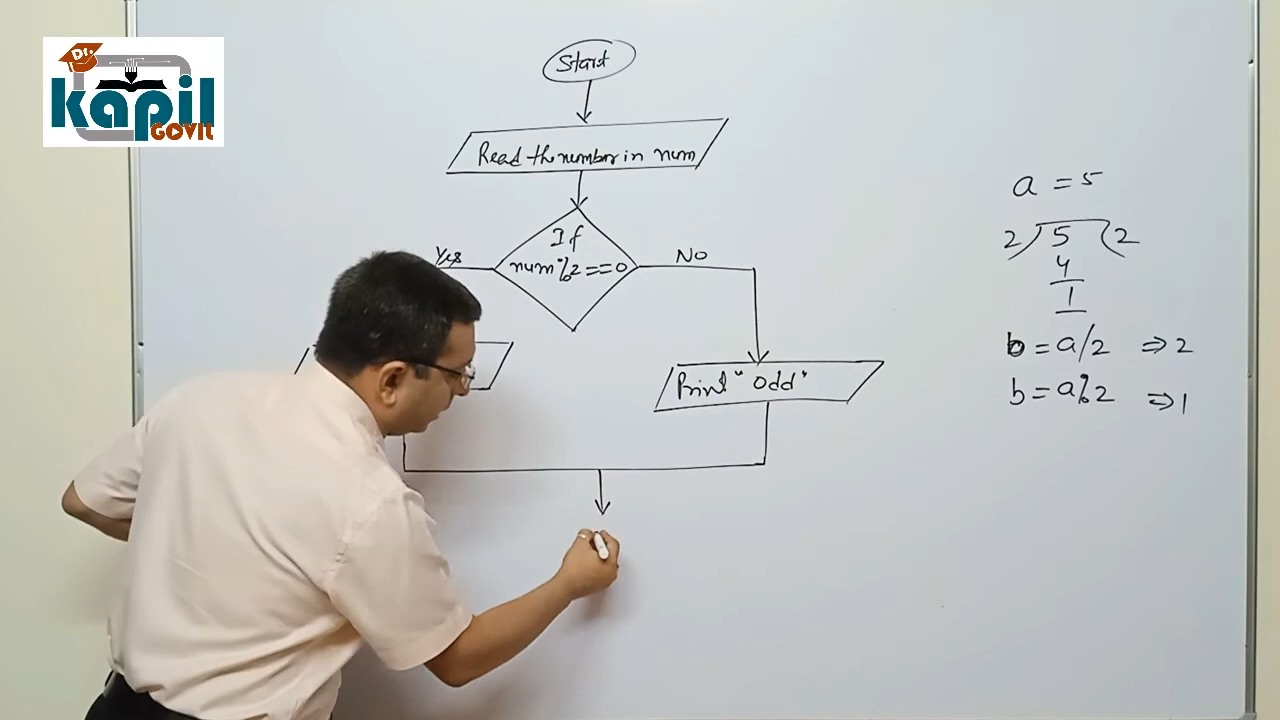 Dr.
kapil
GOVIL
Start
Read the number in num
If
num%2==0
Yes
No
Print "Odd"
a = 5
2 5 2
4
1
b = a/2 ⇒ 2
b = a%2 ⇒ 1